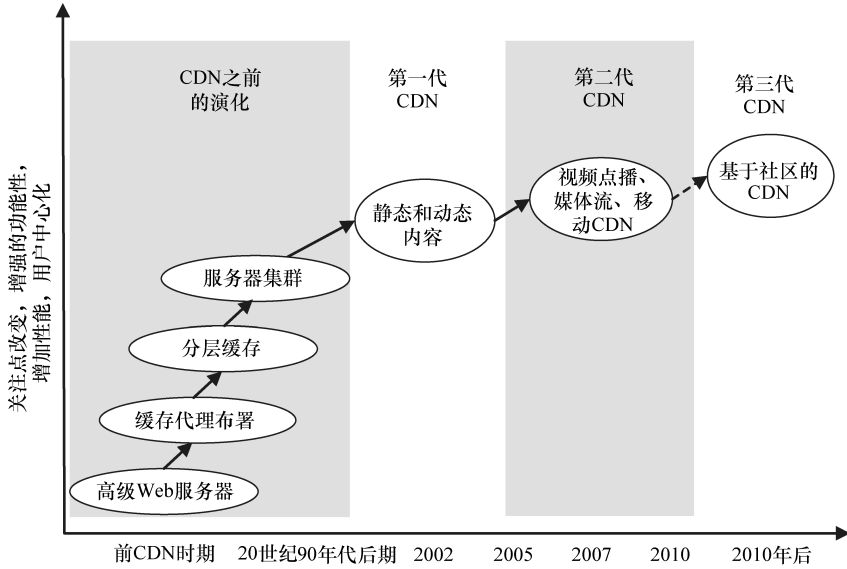 CDN之前
的演化
第一代
CDN
第二代
CDN
第三代
CDN
基于社区的
CDN
视频点播、
媒体流、移
动CDN
静态和动态
内容
服务器集群
分层缓存
缓存代理布署
高级Web服务器
关注点改变，增强的功能性，
增加性能，用户中心化
前CDN时期
20世纪90年代后期
2002
2005
2007
2010
2010年后